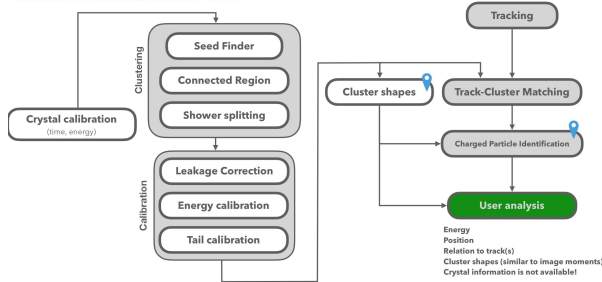 Tracking
Seed Finder
Clustering
Connected Region
Shower splitting
Cluster shapes
Track-Cluster Matching
Crystal calibration
(time, energy)
Charged Particle Identification
Leakage Correction
Calibration
Energy calibration
Tail calibration
User analysis
Energy
Position
Relation to track(s)
Cluster shapes (similar to image moments)
Crystal information is not available!